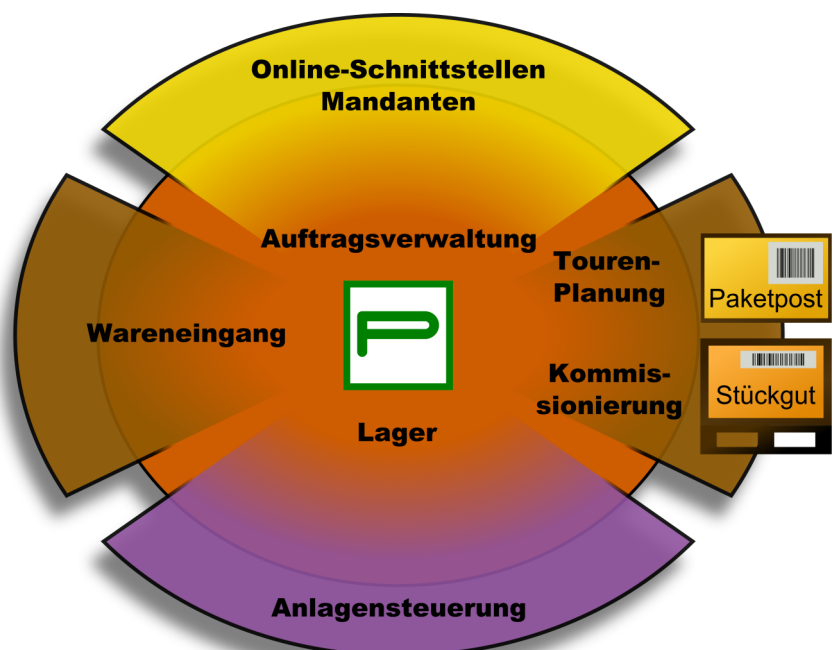 Online-Schnittstellen
Mandanten
Auftragsverwaltung
Touren-
Planung
Paketpost
Wareneingang
P
Kommis-
sionierung
Stückgut
Lager
Anlagensteuerung